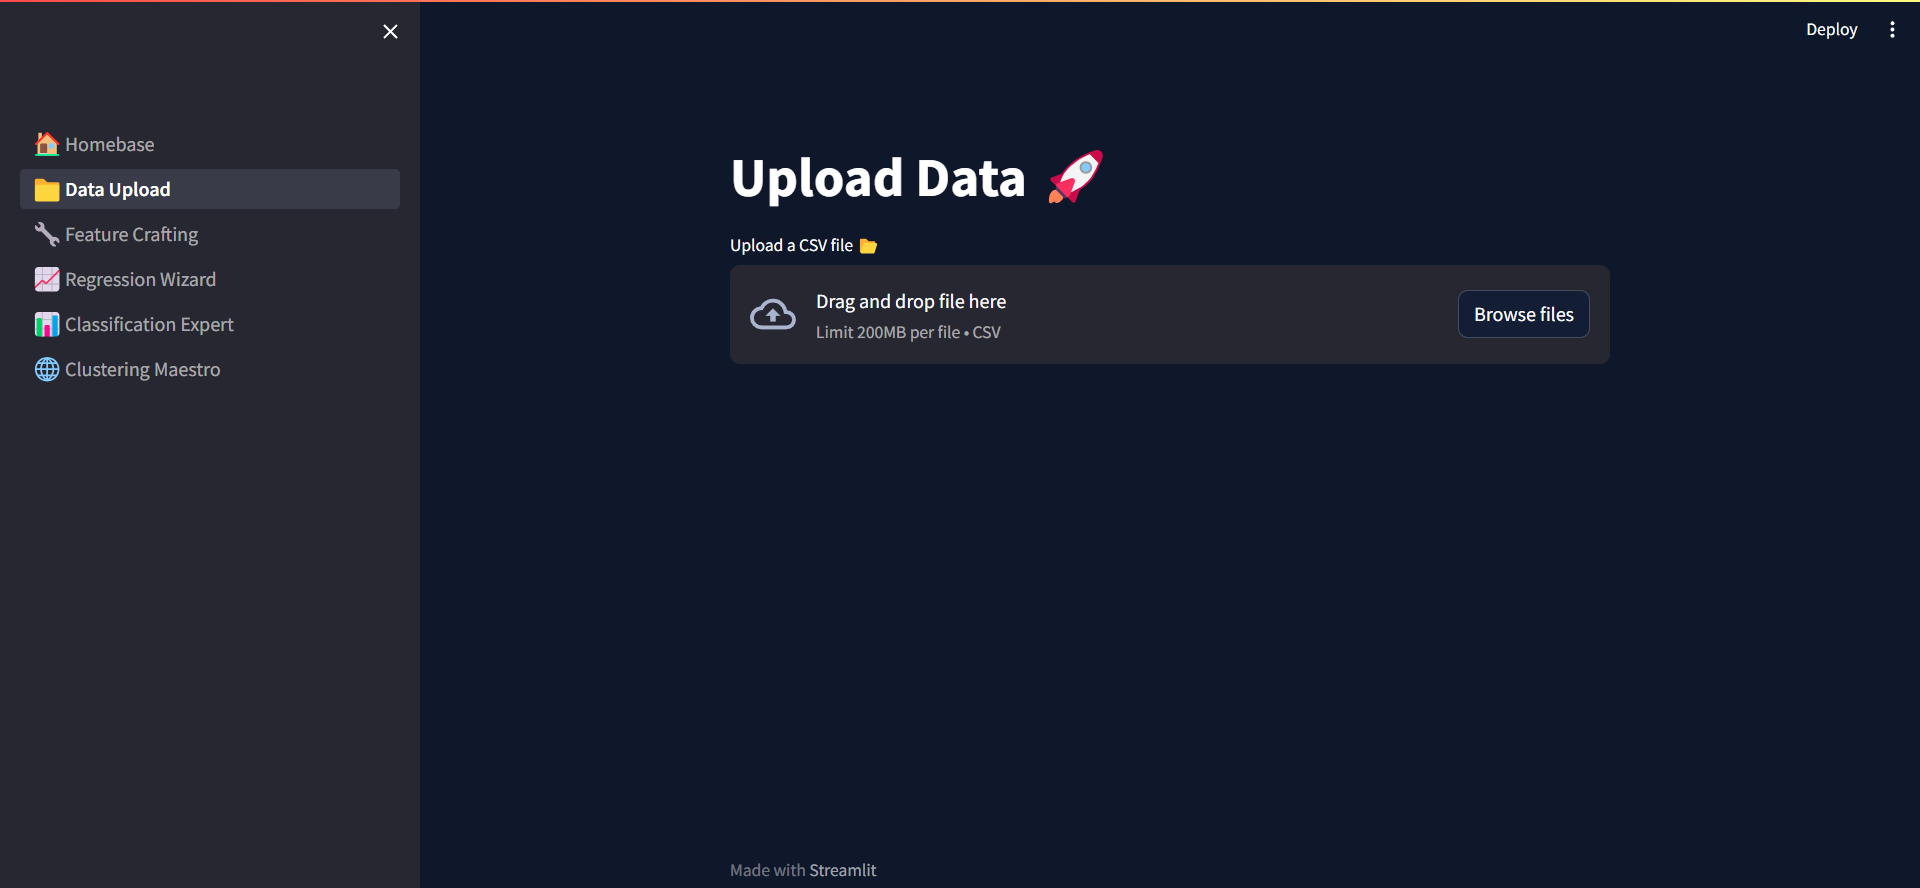 Deploy
Homebase
Data Upload
Feature Crafting
Regression Wizard
Classification Expert
Clustering Maestro
Upload Data 🚀
Upload a CSV file 📁
Drag and drop file here
Limit 200MB per file • CSV
Browse files
Made with Streamlit